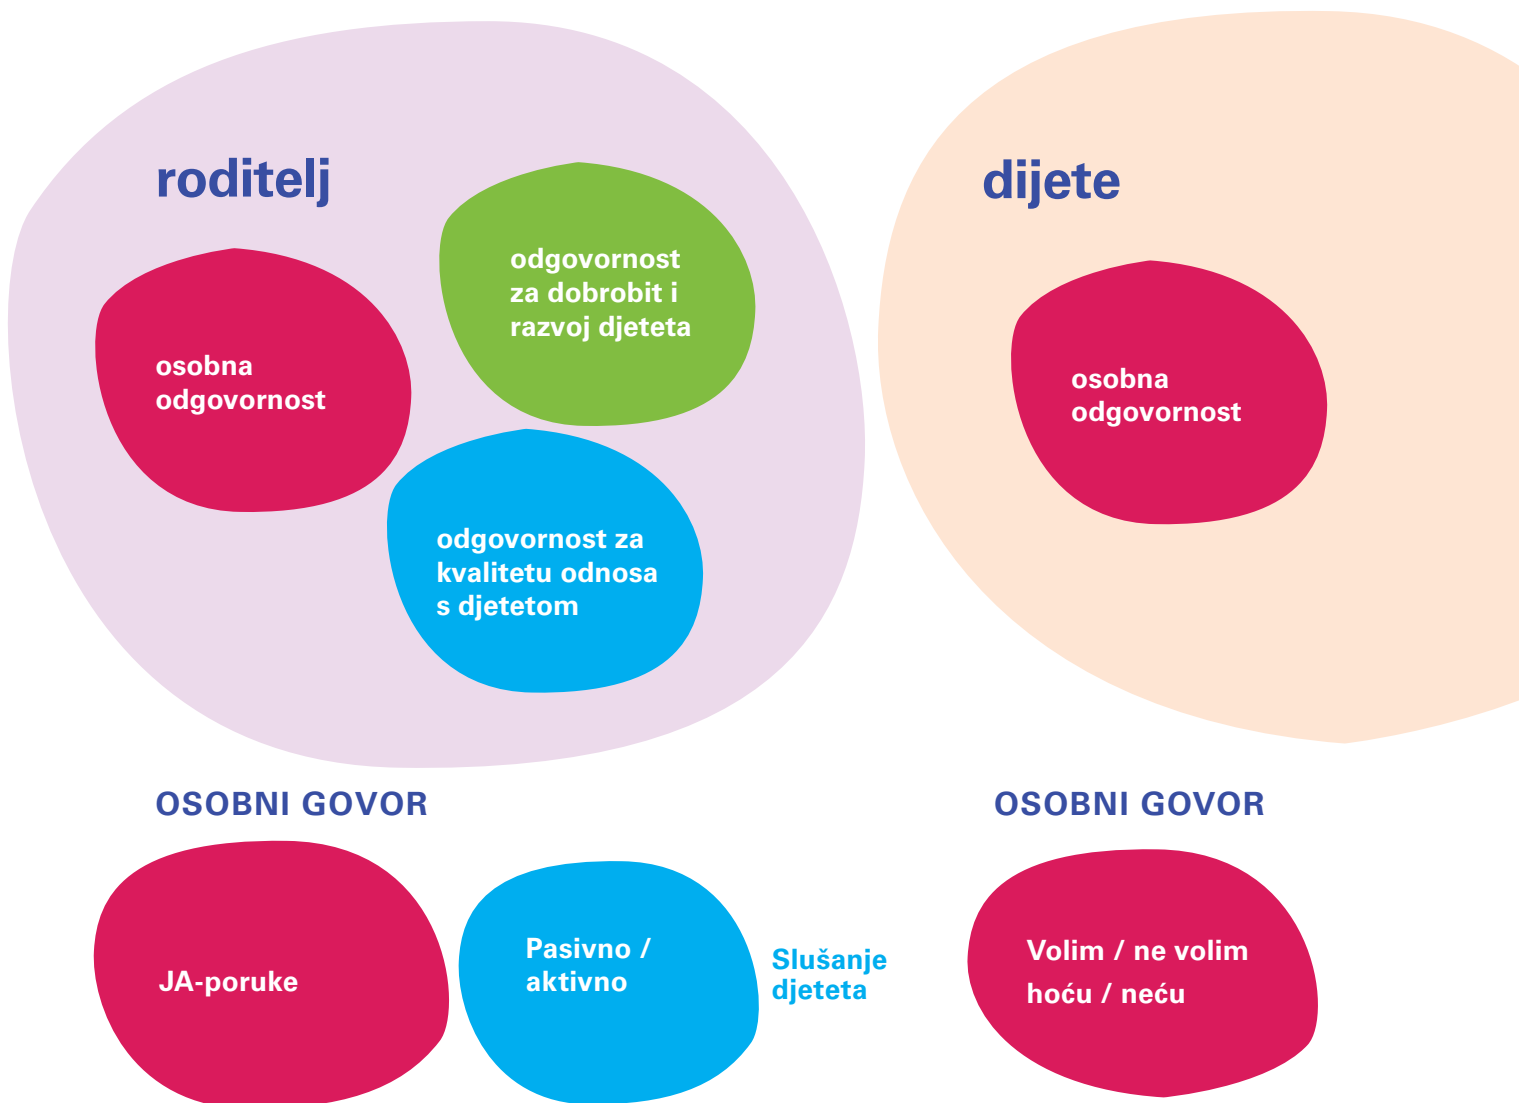 roditelj
osobna
odgovornost
odgovornost
za dobrobit i
razvoj djeteta
odgovornost za
kvalitetu odnosa
s djetetom
dijete
osobna
odgovornost
OSOBNI GOVOR
JA-poruke
Pasivno /
aktivno
Slušanje
djeteta
OSOBNI GOVOR
Volim / ne volim
hoću / neću